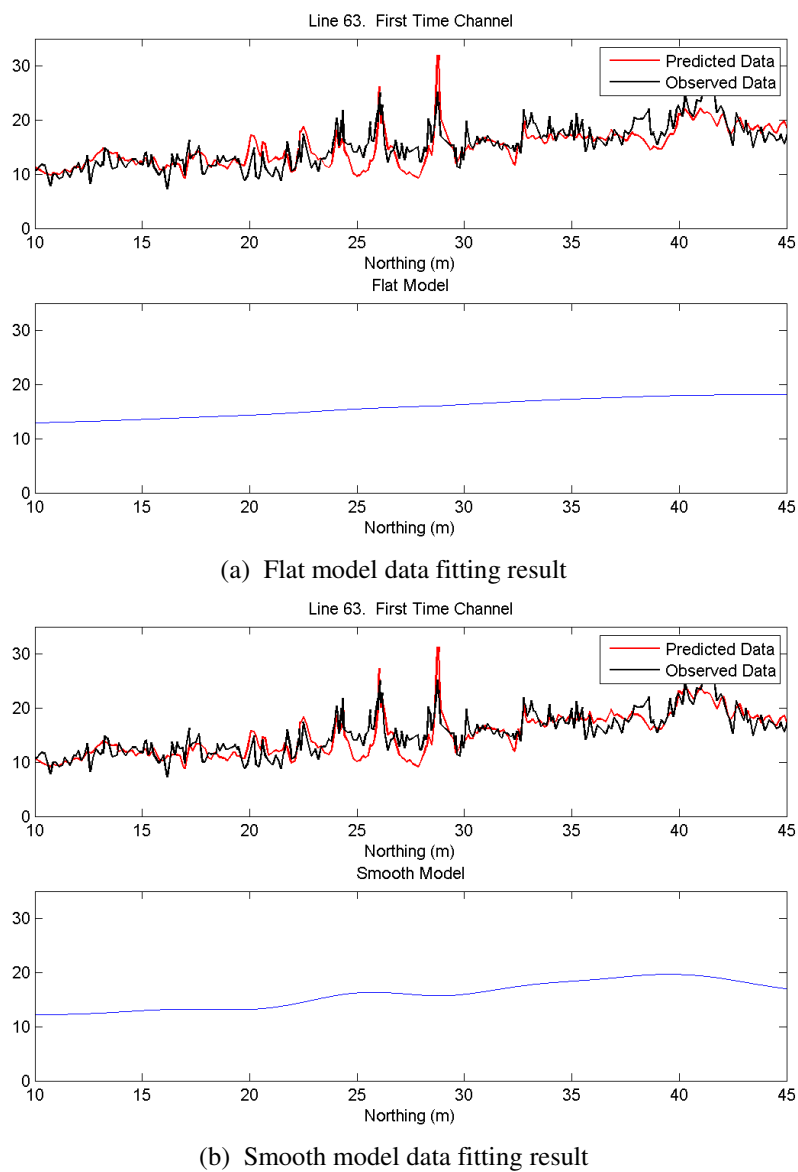 Line 63. First Time Channel
35
30
20
10
0
Predicted Data
Observed Data
10 15 20 25 30 35 40 45
Northing (m)
Flat Model
30
20
10
0
10 15 20 25 30 35 40 45
Northing (m)
(a) Flat model data fitting result
Line 63. First Time Channel
30
20
10
0
Predicted Data
Observed Data
10 15 20 25 30 35 40 45
Northing (m)
Smooth Model
30
20
10
0
10 15 20 25 30 35 40 45
Northing (m)
(b) Smooth model data fitting result